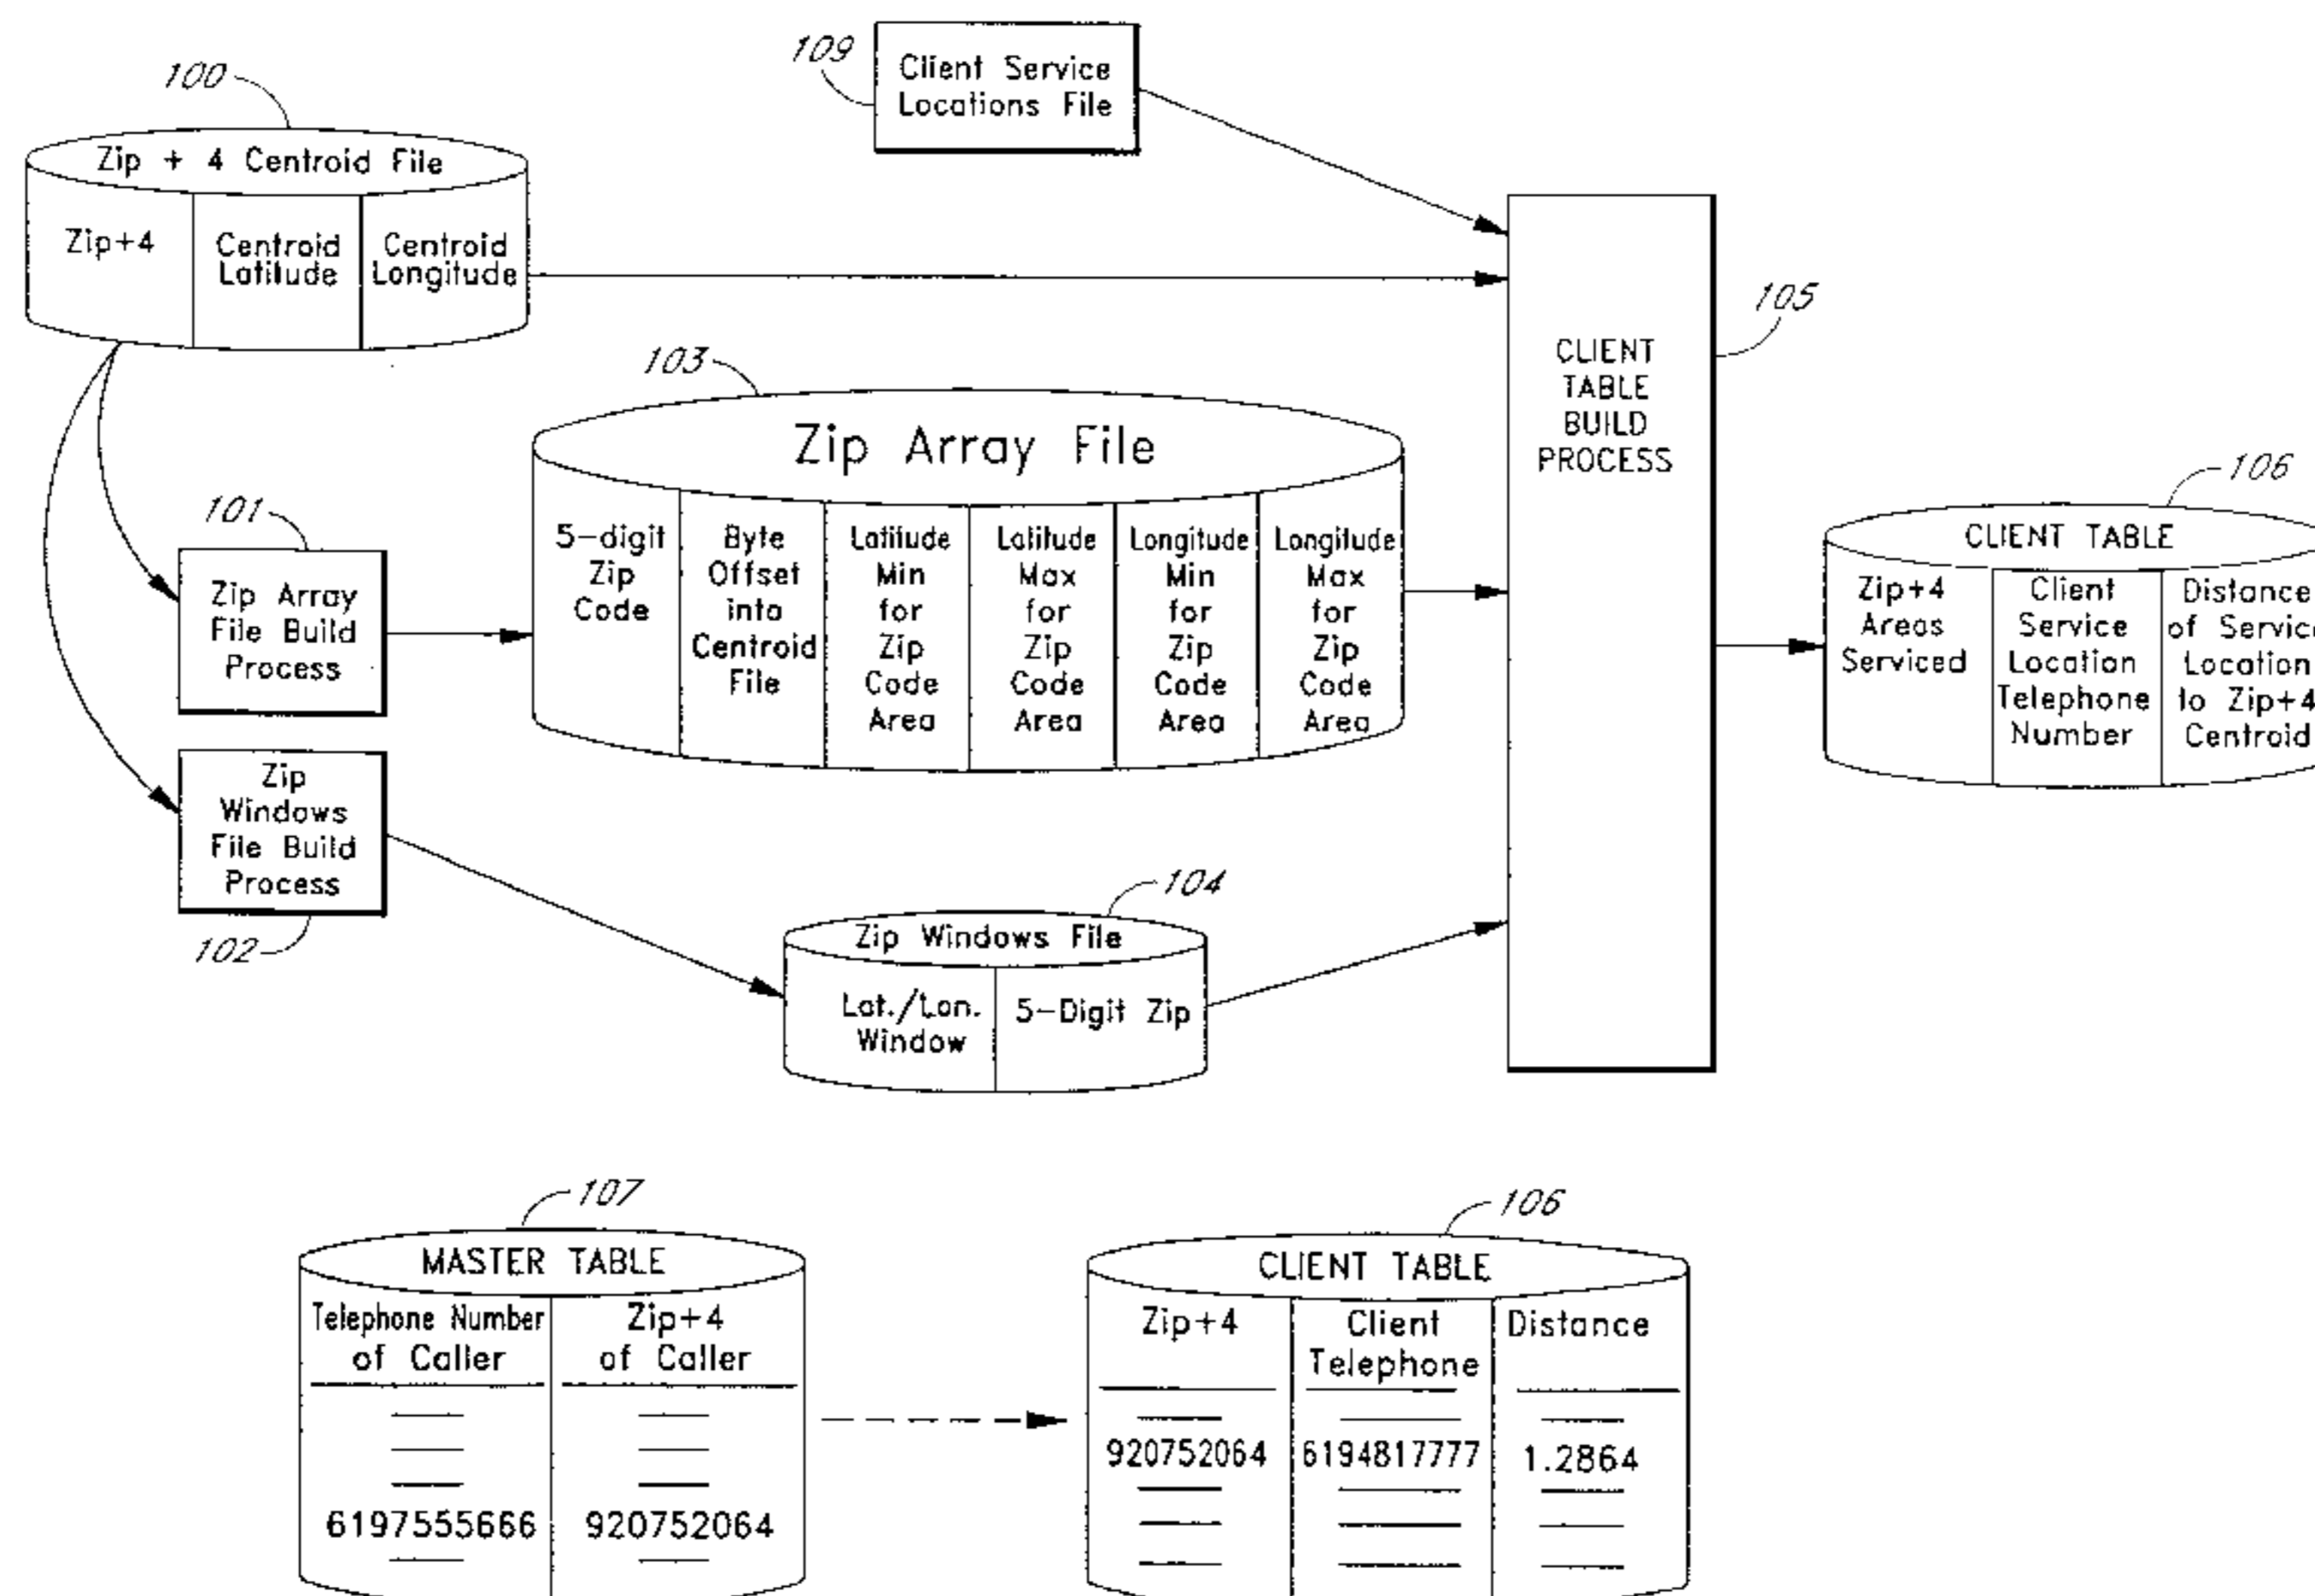 109
Client Service
Locations File
100
Zip + 4 Centroid File
Zip+4
Centroid
Latitude
Centroid
Longitude
105
CLIENT
TABLE
BUILD
PROCESS
103
Zip Array File
5-digit
Zip
Code
Byte
Offset
into
Centroid
File
Latitude
Min
for
Zip
Code
Area
Latitude
Max
for
Zip
Code
Area
Longitude
Min
for
Zip
Code
Area
Longitude
Max
for
Zip
Code
Area
101
Zip Array
File Build
Process
106
CLIENT TABLE
Zip+4
Areas
Serviced
Client
Service
Location
Telephone
Number
Distance
of Service
Location
to Zip+4
Centroid
Zip
Windows
File Build
Process
102
104
Zip Windows File
Lat./Lon.
Window
5-Digit Zip
107
MASTER TABLE
Telephone Number
of Caller
Zip+4
of Caller
6197555666
920752064
106
CLIENT TABLE
Zip+4
Client
Telephone
Distance
920752064
6194817777
1.2864